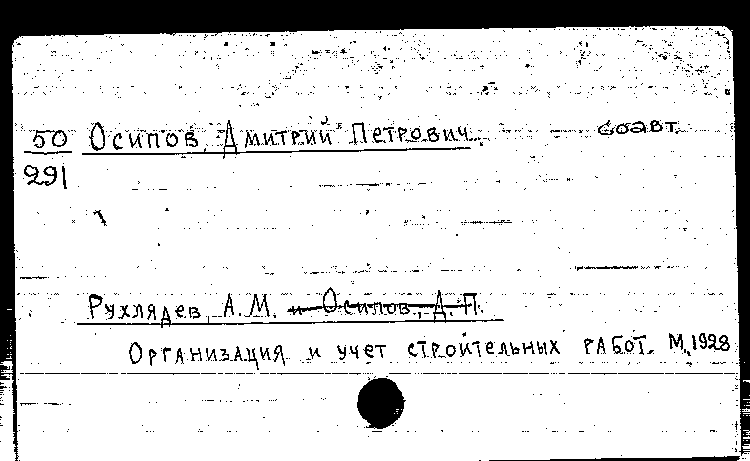 50 Осипов, Дмитрий Петрович. соавт.
291
Рухлядев, А.М. и Осипов, Д.П.
Организация и учет строительных работ. М., 1928